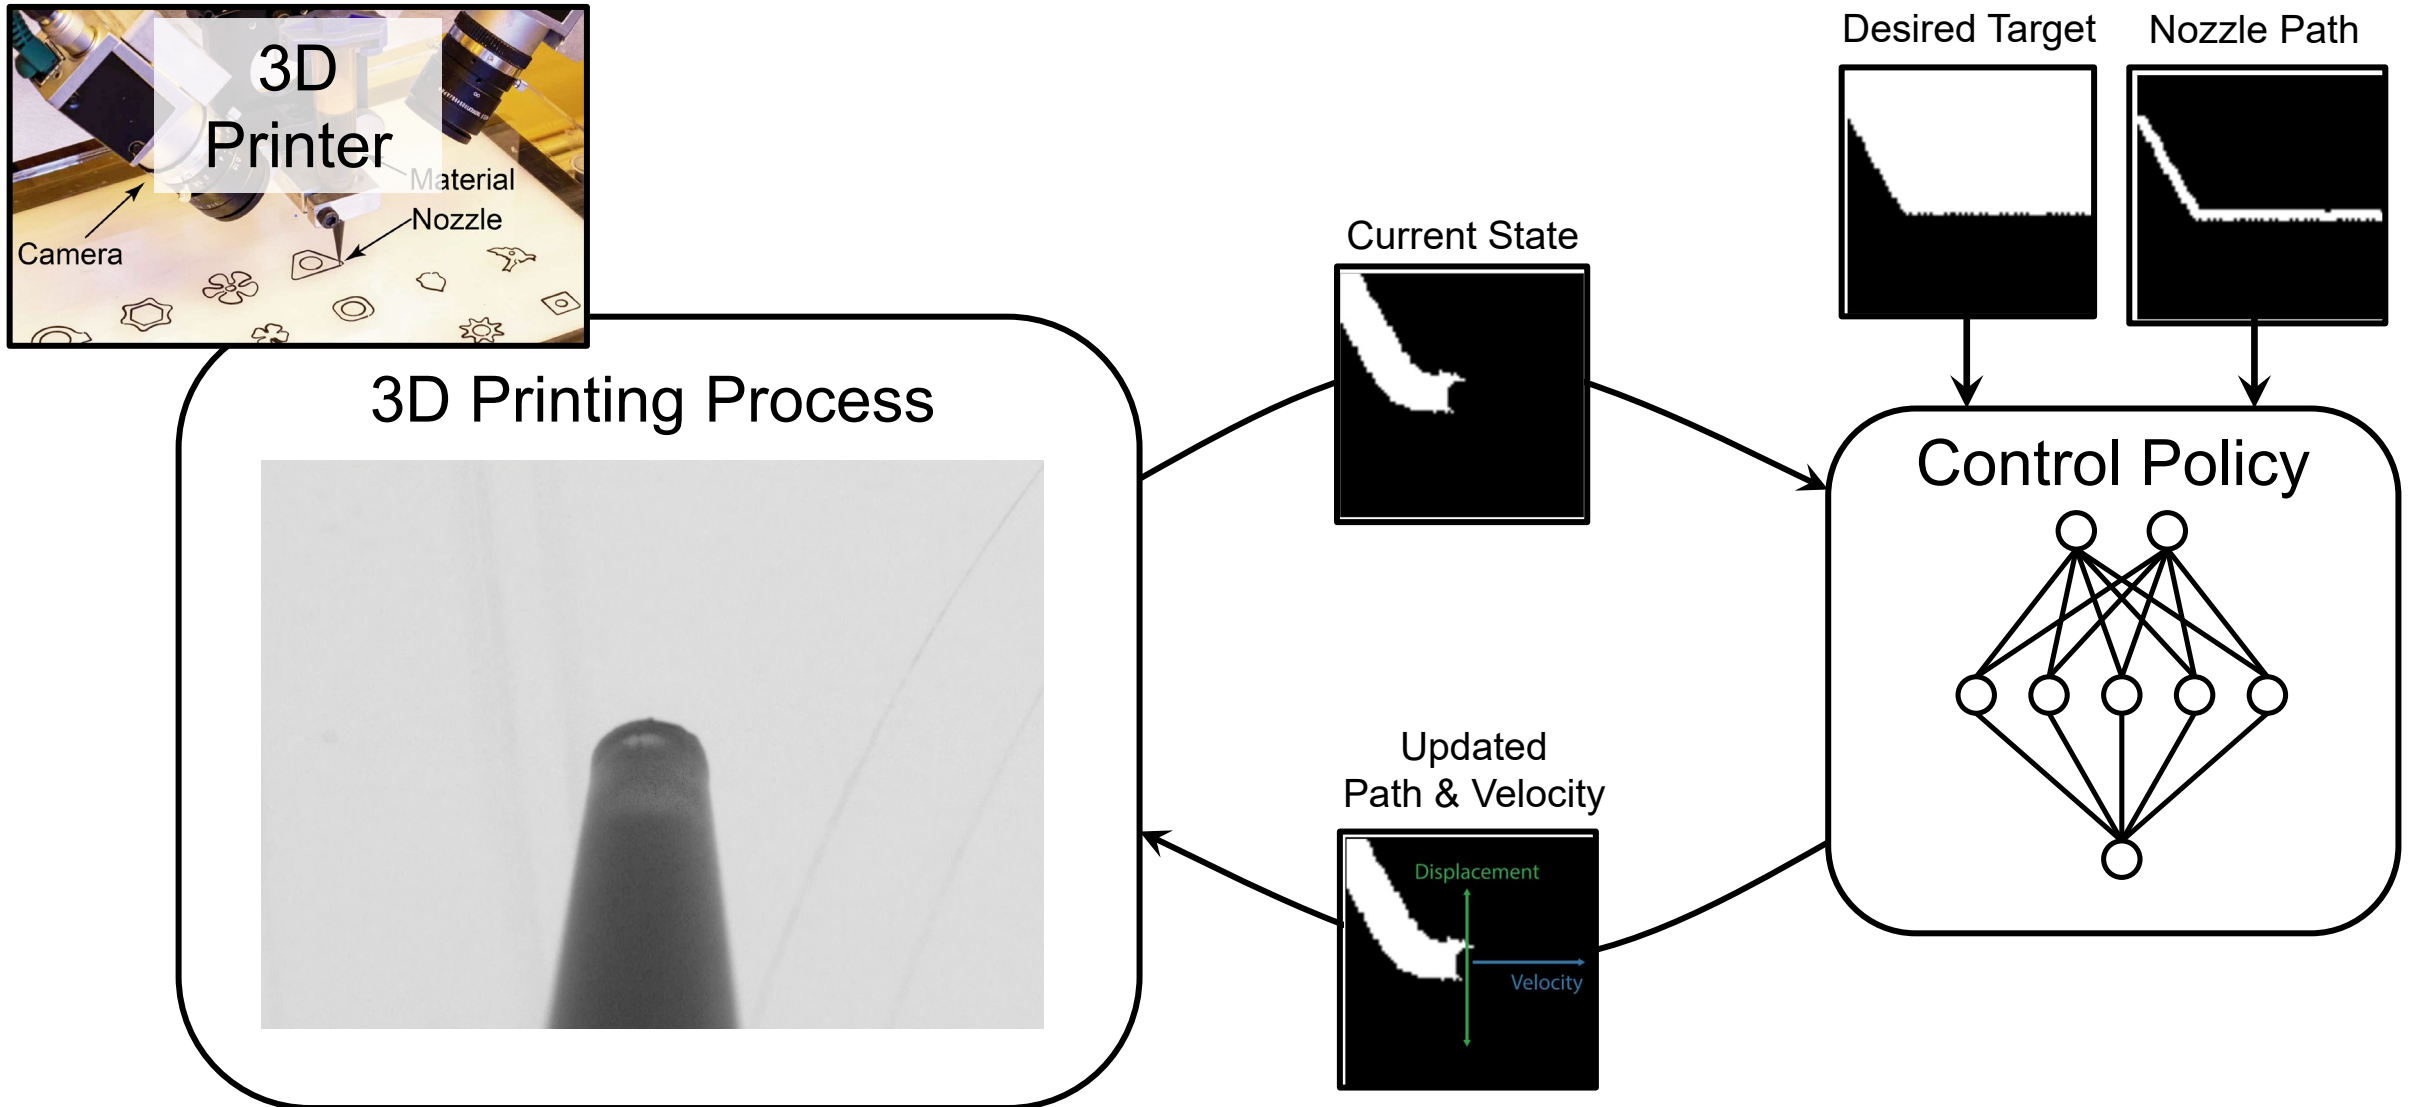 3D
Printer
Material
Nozzle
Camera
3D Printing Process
Current State
Desired Target
Nozzle Path
Control Policy
Updated
Path & Velocity
Displacement
Velocity